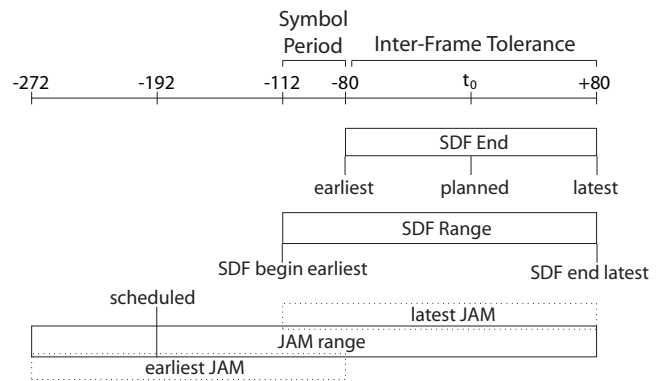 Symbol
Period
Inter-Frame Tolerance
-272
-192
-112
-80
t0
+80
SDF End
earliest
planned
latest
SDF Range
SDF begin earliest
SDF end latest
scheduled
latest JAM
JAM range
earliest JAM